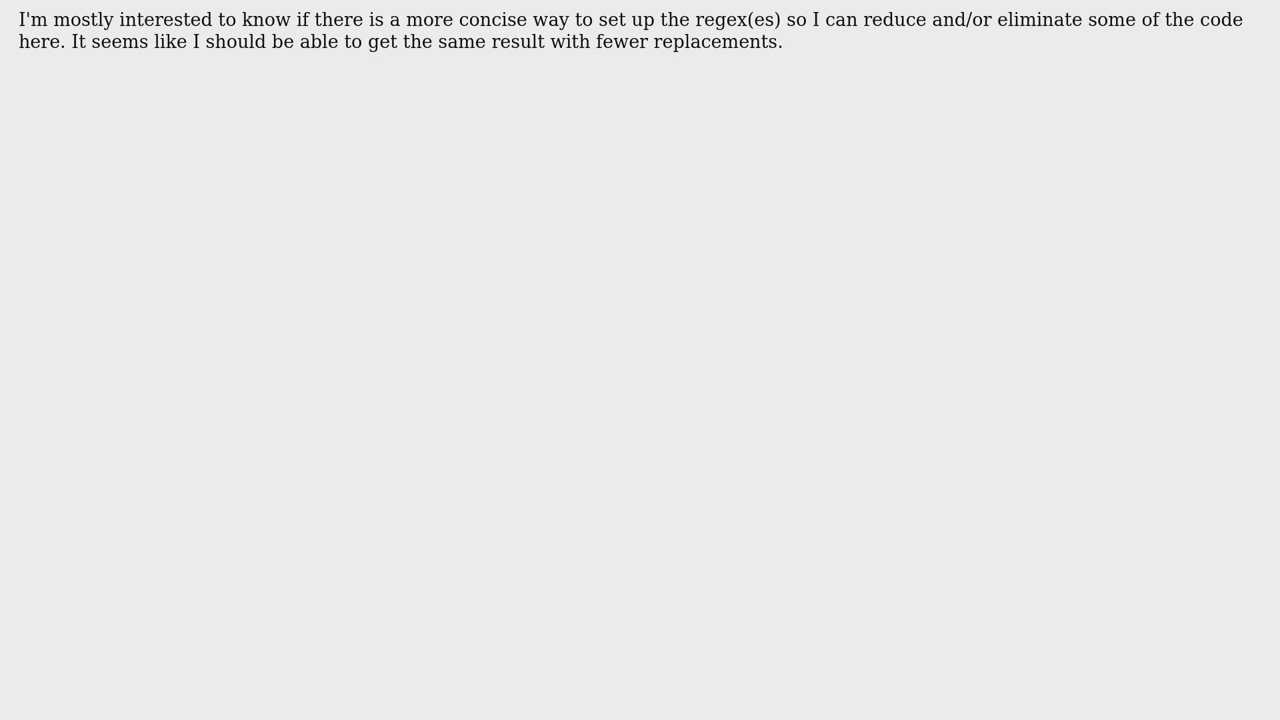 I'm mostly interested to know if there is a more concise way to set up the regex(es) so I can reduce and/or eliminate some of the code
here. It seems like I should be able to get the same result with fewer replacements.